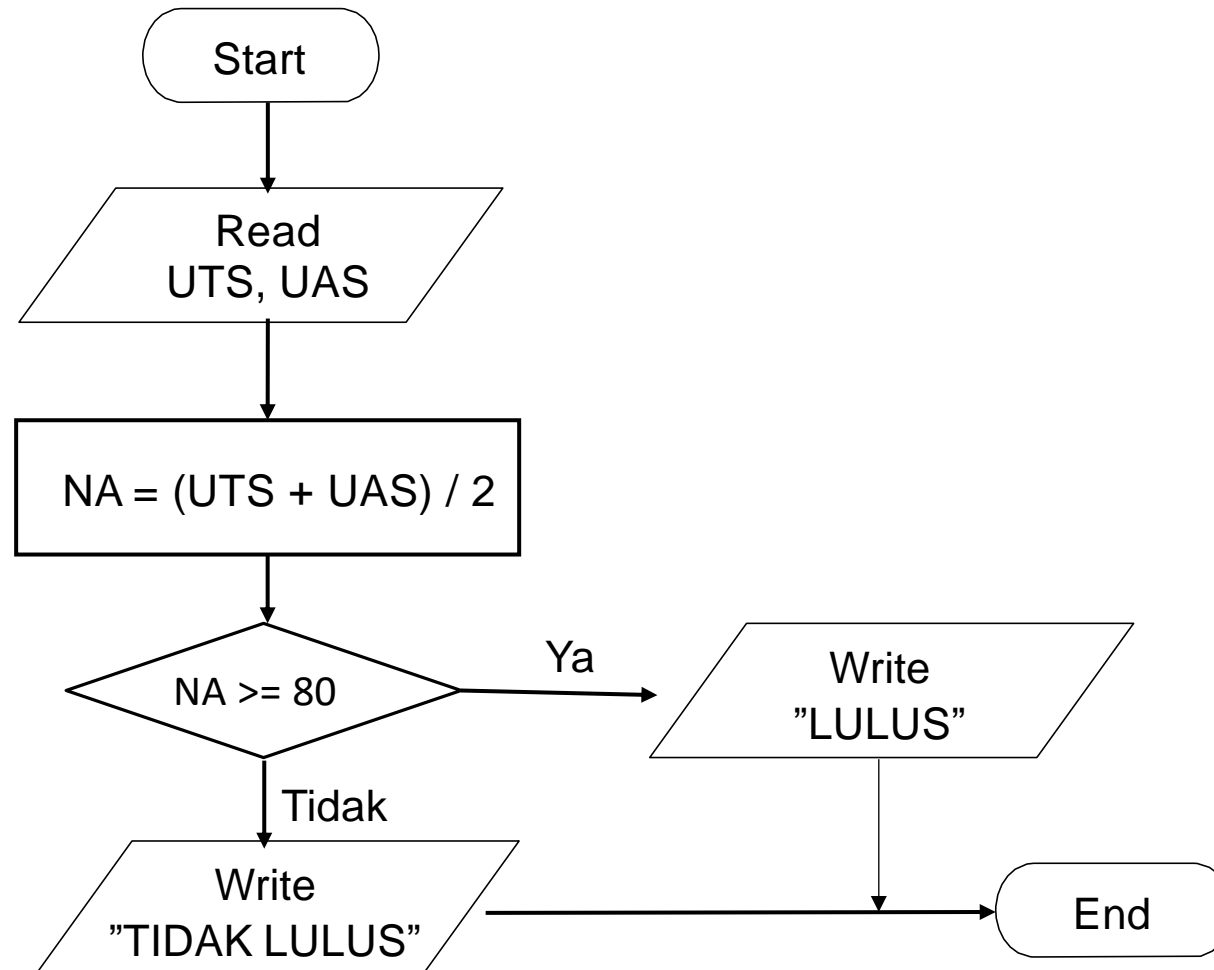 Start
Read
UTS, UAS
NA = (UTS + UAS) / 2
NA >= 80
Ya
Write
”LULUS”
Tidak
Write
”TIDAK LULUS”
End